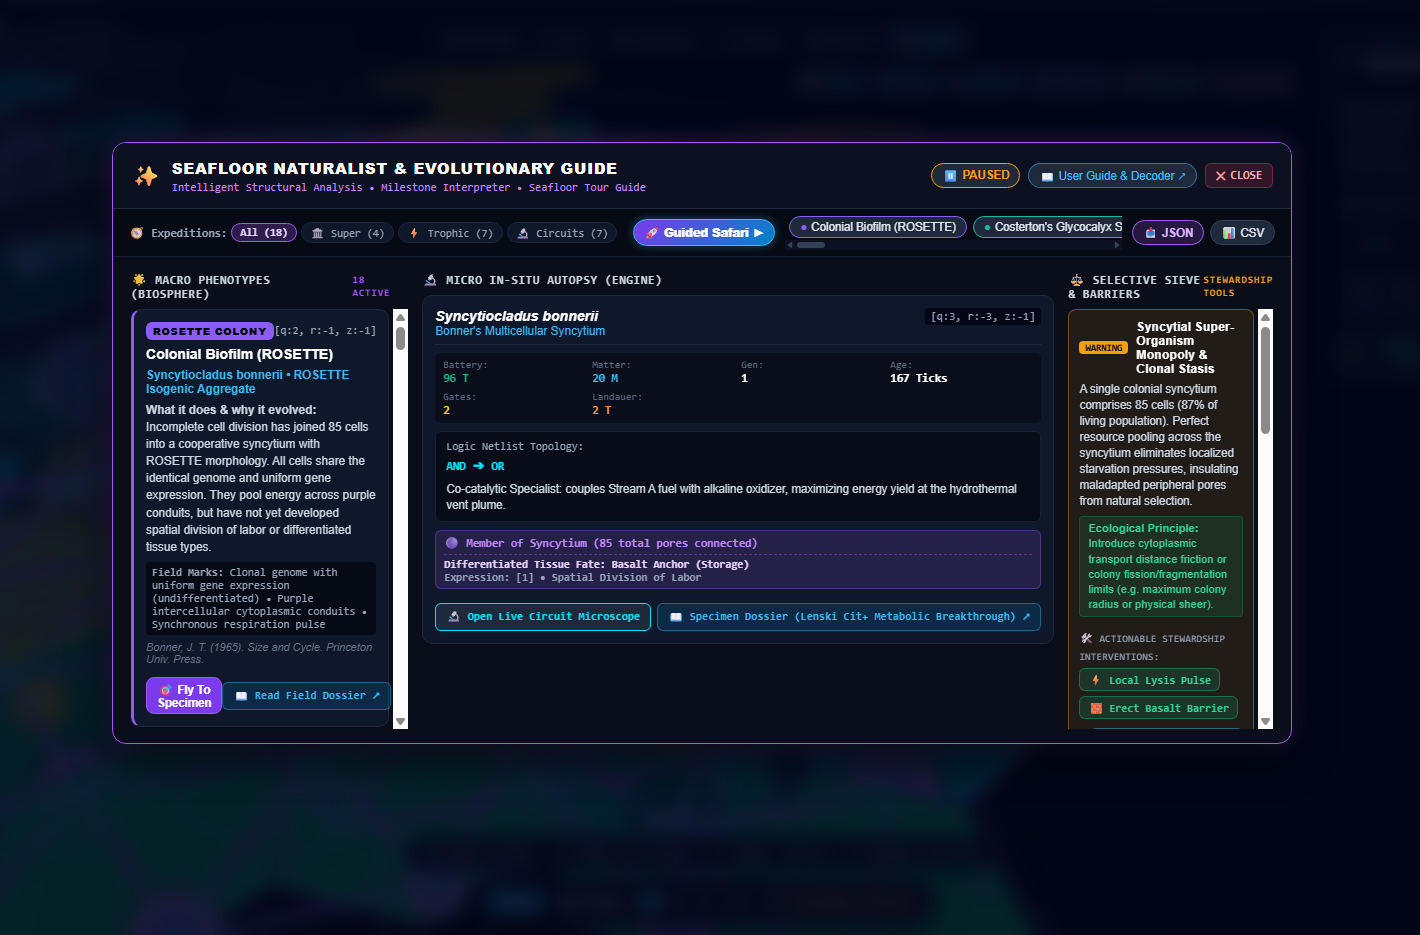 SEAFLOOR NATURALIST & EVOLUTIONARY GUIDE
Intelligent Structural Analysis • Milestone Interpreter • Seafloor Tour Guide
PAUSED
User Guide & Decoder ↗
CLOSE
Expeditions:
All (18)
Super (4)
Trophic (7)
Circuits (7)
Guided Safari ▶
• Colonial Biofilm (ROSETTE)
• Costerton's Glycocalyx S
JSON
CSV
MACRO PHENOTYPES
(BIOSPHERE)
18
ACTIVE
ROSETTE COLONY
[q:2, r:-1, z:-1]
Colonial Biofilm (ROSETTE)
Syncytiocladus bonnerii • ROSETTE
Isogenic Aggregate
What it does & why it evolved:
Incomplete cell division has joined 85 cells
into a cooperative syncytium with
ROSETTE morphology. All cells share the
identical genome and uniform gene
expression. They pool energy across purple
conduits, but have not yet developed
spatial division of labor or differentiated
tissue types.
Field Marks: Clonal genome with
uniform gene expression
(undifferentiated) • Purple
intercellular cytoplasmic conduits •
Synchronous respiration pulse
Bonner, J. T. (1965). Size and Cycle. Princeton
Univ. Press.
Fly To
Specimen
Read Field Dossier ↗
MICRO IN-SITU AUTOPSY (ENGINE)
Syncytiocladus bonnerii
Bonner's Multicellular Syncytium
[q:3, r:-3, z:-1]
Battery:
96 T
Matter:
20 M
Gen:
1
Age:
167 Ticks
Gates:
2
Landauer:
2 T
Logic Netlist Topology:
AND ➔ OR
Co-catalytic Specialist: couples Stream A fuel with alkaline oxidizer, maximizing energy yield at the hydrothermal
vent plume.
Member of Syncytium (85 total pores connected)
Differentiated Tissue Fate: Basalt Anchor (Storage)
Expression: [1] • Spatial Division of Labor
Open Live Circuit Microscope
Specimen Dossier (Lenski Cit+ Metabolic Breakthrough) ↗
SELECTIVE SIEVE
& BARRIERS
STEWARDSHIP
TOOLS
WARNING
Syncytial Super-
Organism
Monopoly &
Clonal Stasis
A single colonial syncytium
comprises 85 cells (87% of
living population). Perfect
resource pooling across the
syncytium eliminates localized
starvation pressures, insulating
maladapted peripheral pores
from natural selection.
Ecological Principle:
Introduce cytoplasmic
transport distance friction or
colony fission/fragmentation
limits (e.g. maximum colony
radius or physical sheer).
ACTIONABLE STEWARDSHIP
INTERVENTIONS:
Local Lysis Pulse
Erect Basalt Barrier